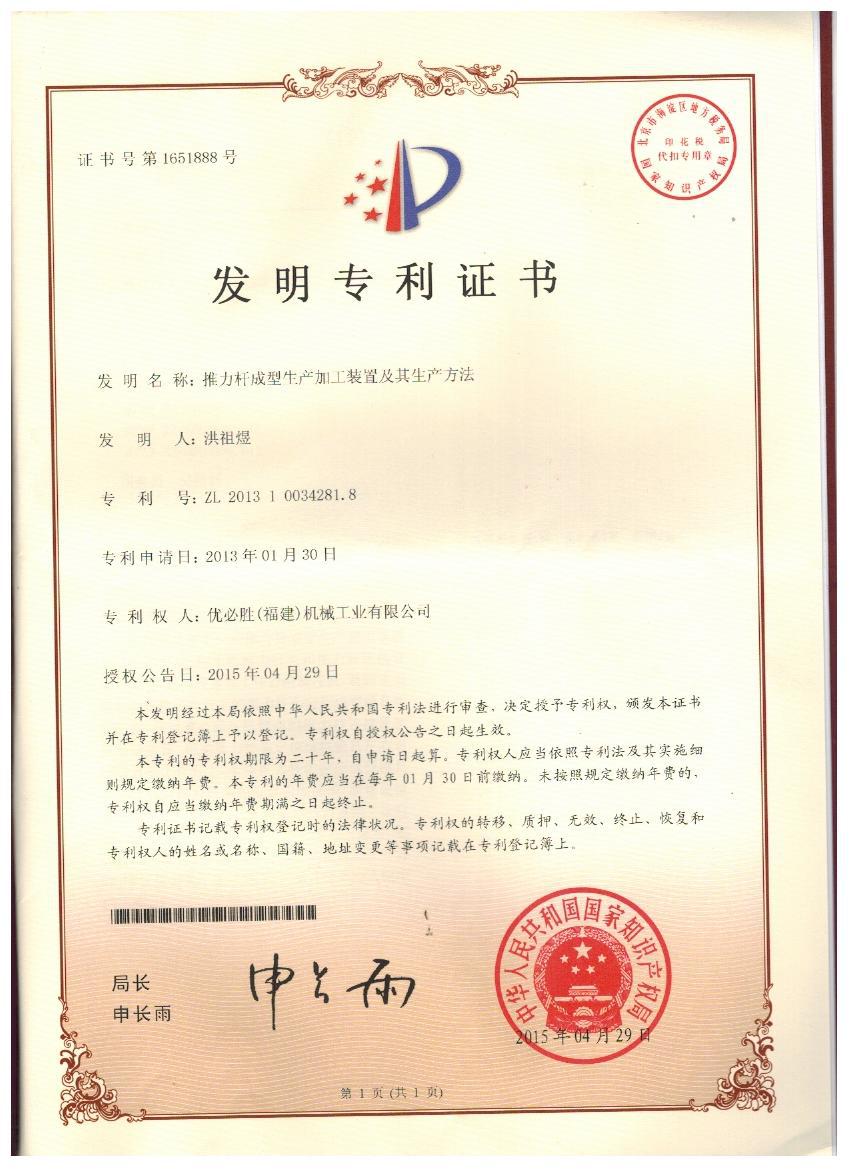 证书号第1651888号
北京市海淀区地方税务局
印花税
代扣专用章
国家知识产权局
发明专利证书
发明名称：推力杆成型生产加工装置及其生产方法
发明人：洪祖煜
专利号：ZL 2013 1 0034281.8
专利申请日：2013年01月30日
专利权人：优必胜(福建)机械工业有限公司
授权公告日：2015年04月29日
本发明经过本局依照中华人民共和国专利法进行审查，决定授予专利权，颁发本证书
并在专利登记簿上予以登记。专利权自授权公告之日起生效。
本专利的专利权期限为二十年，自申请日起算。专利权人应当依照专利法及其实施细
则规定缴纳年费。本专利的年费应当在每年01月30日前缴纳。未按照规定缴纳年费的，
专利权自应当缴纳年费期满之日起终止。
专利证书记载专利权登记时的法律状况。专利权的转移、质押、无效、终止、恢复和
专利权人的姓名或名称、国籍、地址变更等事项记载在专利登记簿上。
局长
申长雨
申长雨
中华人民共和国国家知识产权局
2015年04月29日
第1页(共1页)